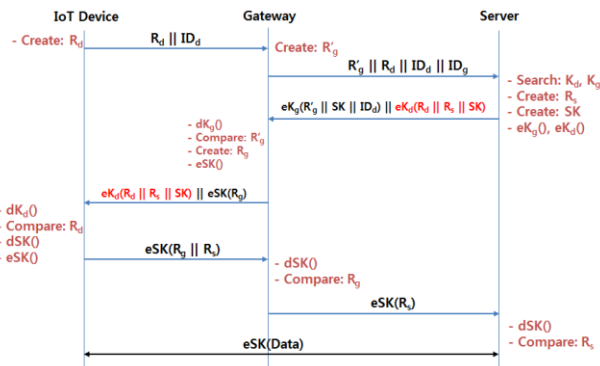 IoT Device Gateway Server
- Create: Rd
Rd || IDd
Create: R'g
R'g || Rd || IDd || IDg
- Search: Kd, Kg
- Create: Rs
- Create: SK
- eKg(), eKd()
eKg(R'g || SK || IDd) || eKd(Rd || Rs || SK)
- dKg()
- Compare: R'g
- Create: Rg
- eSK()
eKd(Rd || Rs || SK) || eSK(Rg)
- dKd()
- Compare: Rd
- dSK()
- eSK()
eSK(Rg || Rs)
- dSK()
- Compare: Rg
eSK(Rs)
- dSK()
- Compare: Rs
eSK(Data)